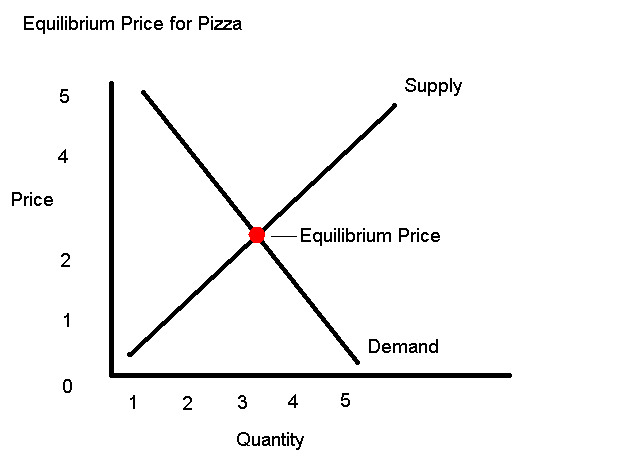 Equilibrium Price for Pizza
Supply
5
4
Price
Equilibrium Price
2
1
Demand
0
1 2 3 4 5
Quantity